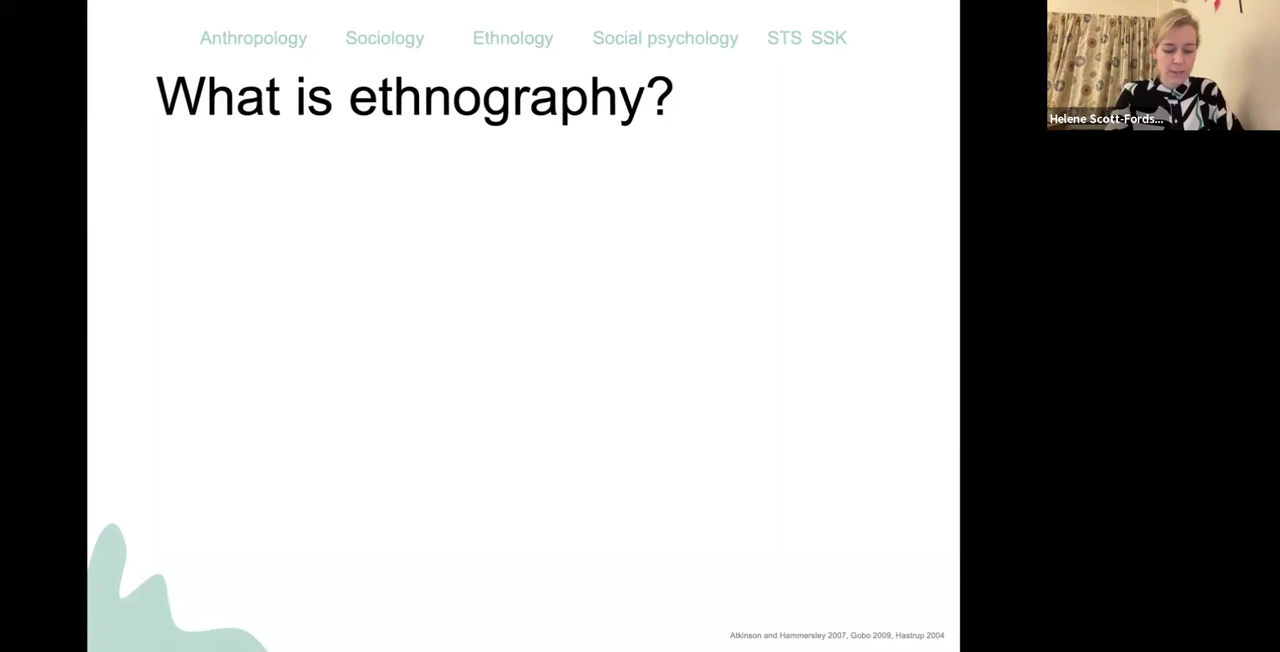 Anthropology Sociology Ethnology Social psychology STS SSK
What is ethnography?
Helene Scott-Fords...
Atkinson and Hammersley 2007, Gobo 2009, Hastrup 2004